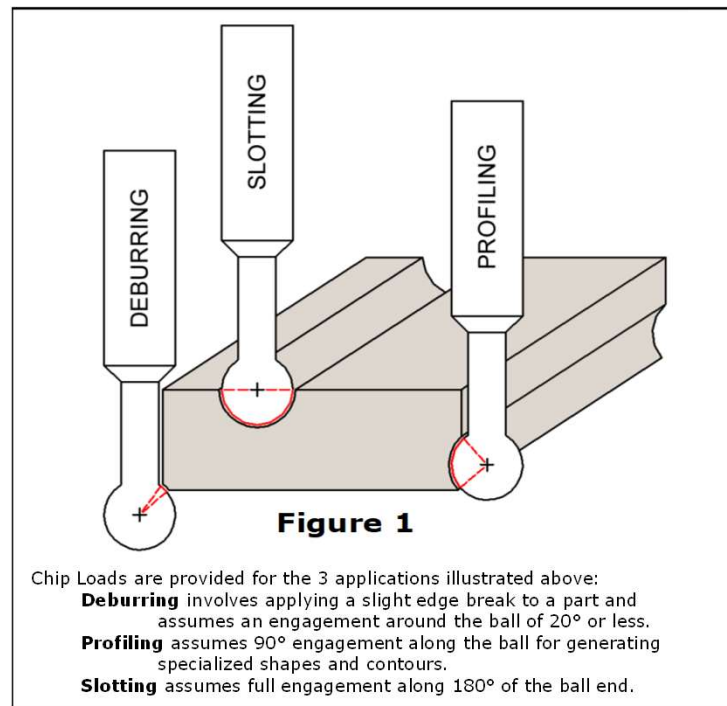 DEBURRING
SLOTTING
PROFILING
Figure 1
Chip Loads are provided for the 3 applications illustrated above:
Deburring involves applying a slight edge break to a part and
assumes an engagement around the ball of 20° or less.
Profiling assumes 90° engagement along the ball for generating
specialized shapes and contours.
Slotting assumes full engagement along 180° of the ball end.